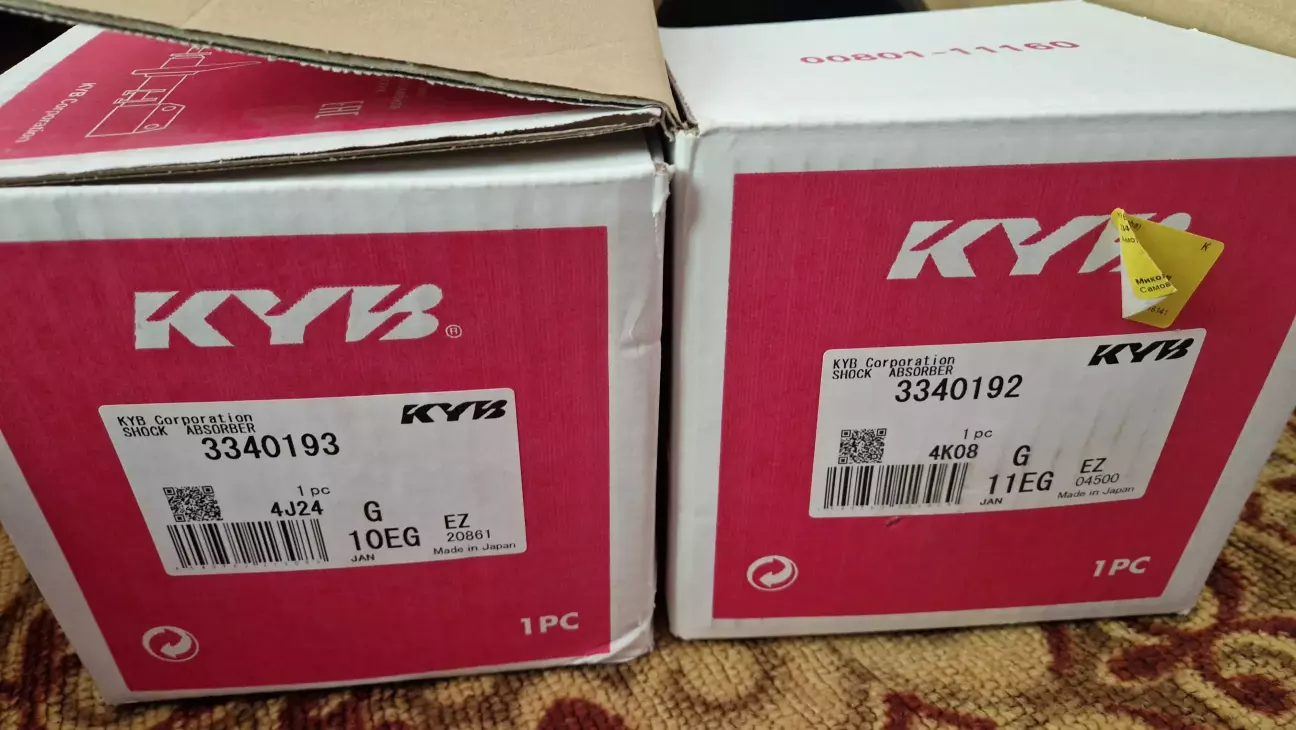 KYB Corporation
EAC
KYB®
KYB Corporation
SHOCK ABSORBER
KYB
3340193
1 pc
4J24
G
10EG
EZ
20861
JAN
Made in Japan
1PC
00801-11160
KYB
K
Самов
KYB Corporation
SHOCK ABSORBER
KYB
3340192
1 pc
4K08
G
11EG
EZ
04500
JAN
Made in Japan
1PC